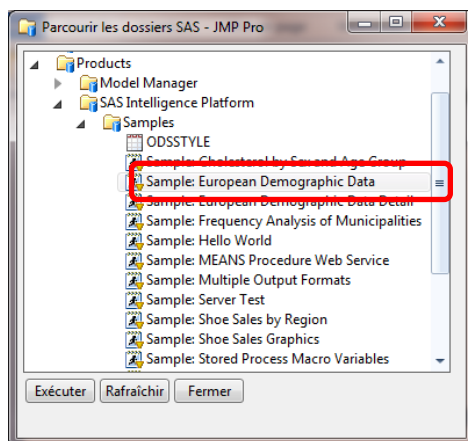 Parcourir les dossiers SAS - JMP Pro
Products
Model Manager
SAS Intelligence Platform
Samples
ODSSTYLE
Sample: Cholesterol by Sex and Age Group
Sample: European Demographic Data
Sample: European Demographic Data Detail
Sample: Frequency Analysis of Municipalities
Sample: Hello World
Sample: MEANS Procedure Web Service
Sample: Multiple Output Formats
Sample: Server Test
Sample: Shoe Sales by Region
Sample: Shoe Sales Graphics
Sample: Stored Process Macro Variables
Exécuter Rafraîchir Fermer